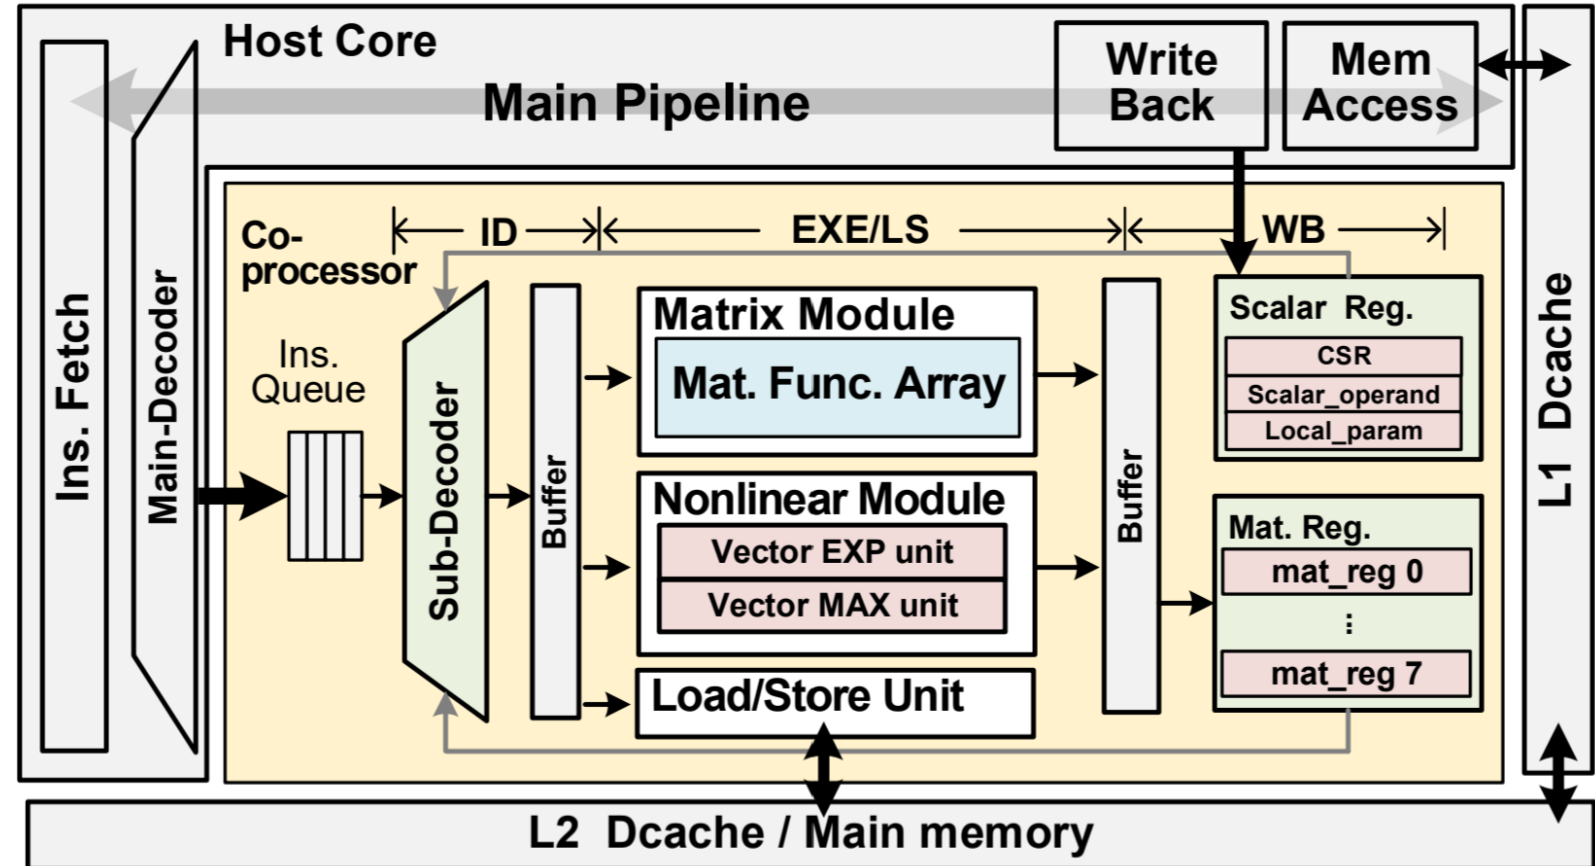 Host Core
Main Pipeline
Write
Back
Mem
Access
Ins. Fetch
Main-Decoder
Co-
processor
ID
EXE/LS
WB
Ins.
Queue
Sub-Decoder
Buffer
Matrix Module
Mat. Func. Array
Nonlinear Module
Vector EXP unit
Vector MAX unit
Load/Store Unit
Buffer
Scalar Reg.
CSR
Scalar_operand
Local_param
Mat. Reg.
mat_reg 0
...
mat_reg 7
L1 Dcache
L2 Dcache / Main memory